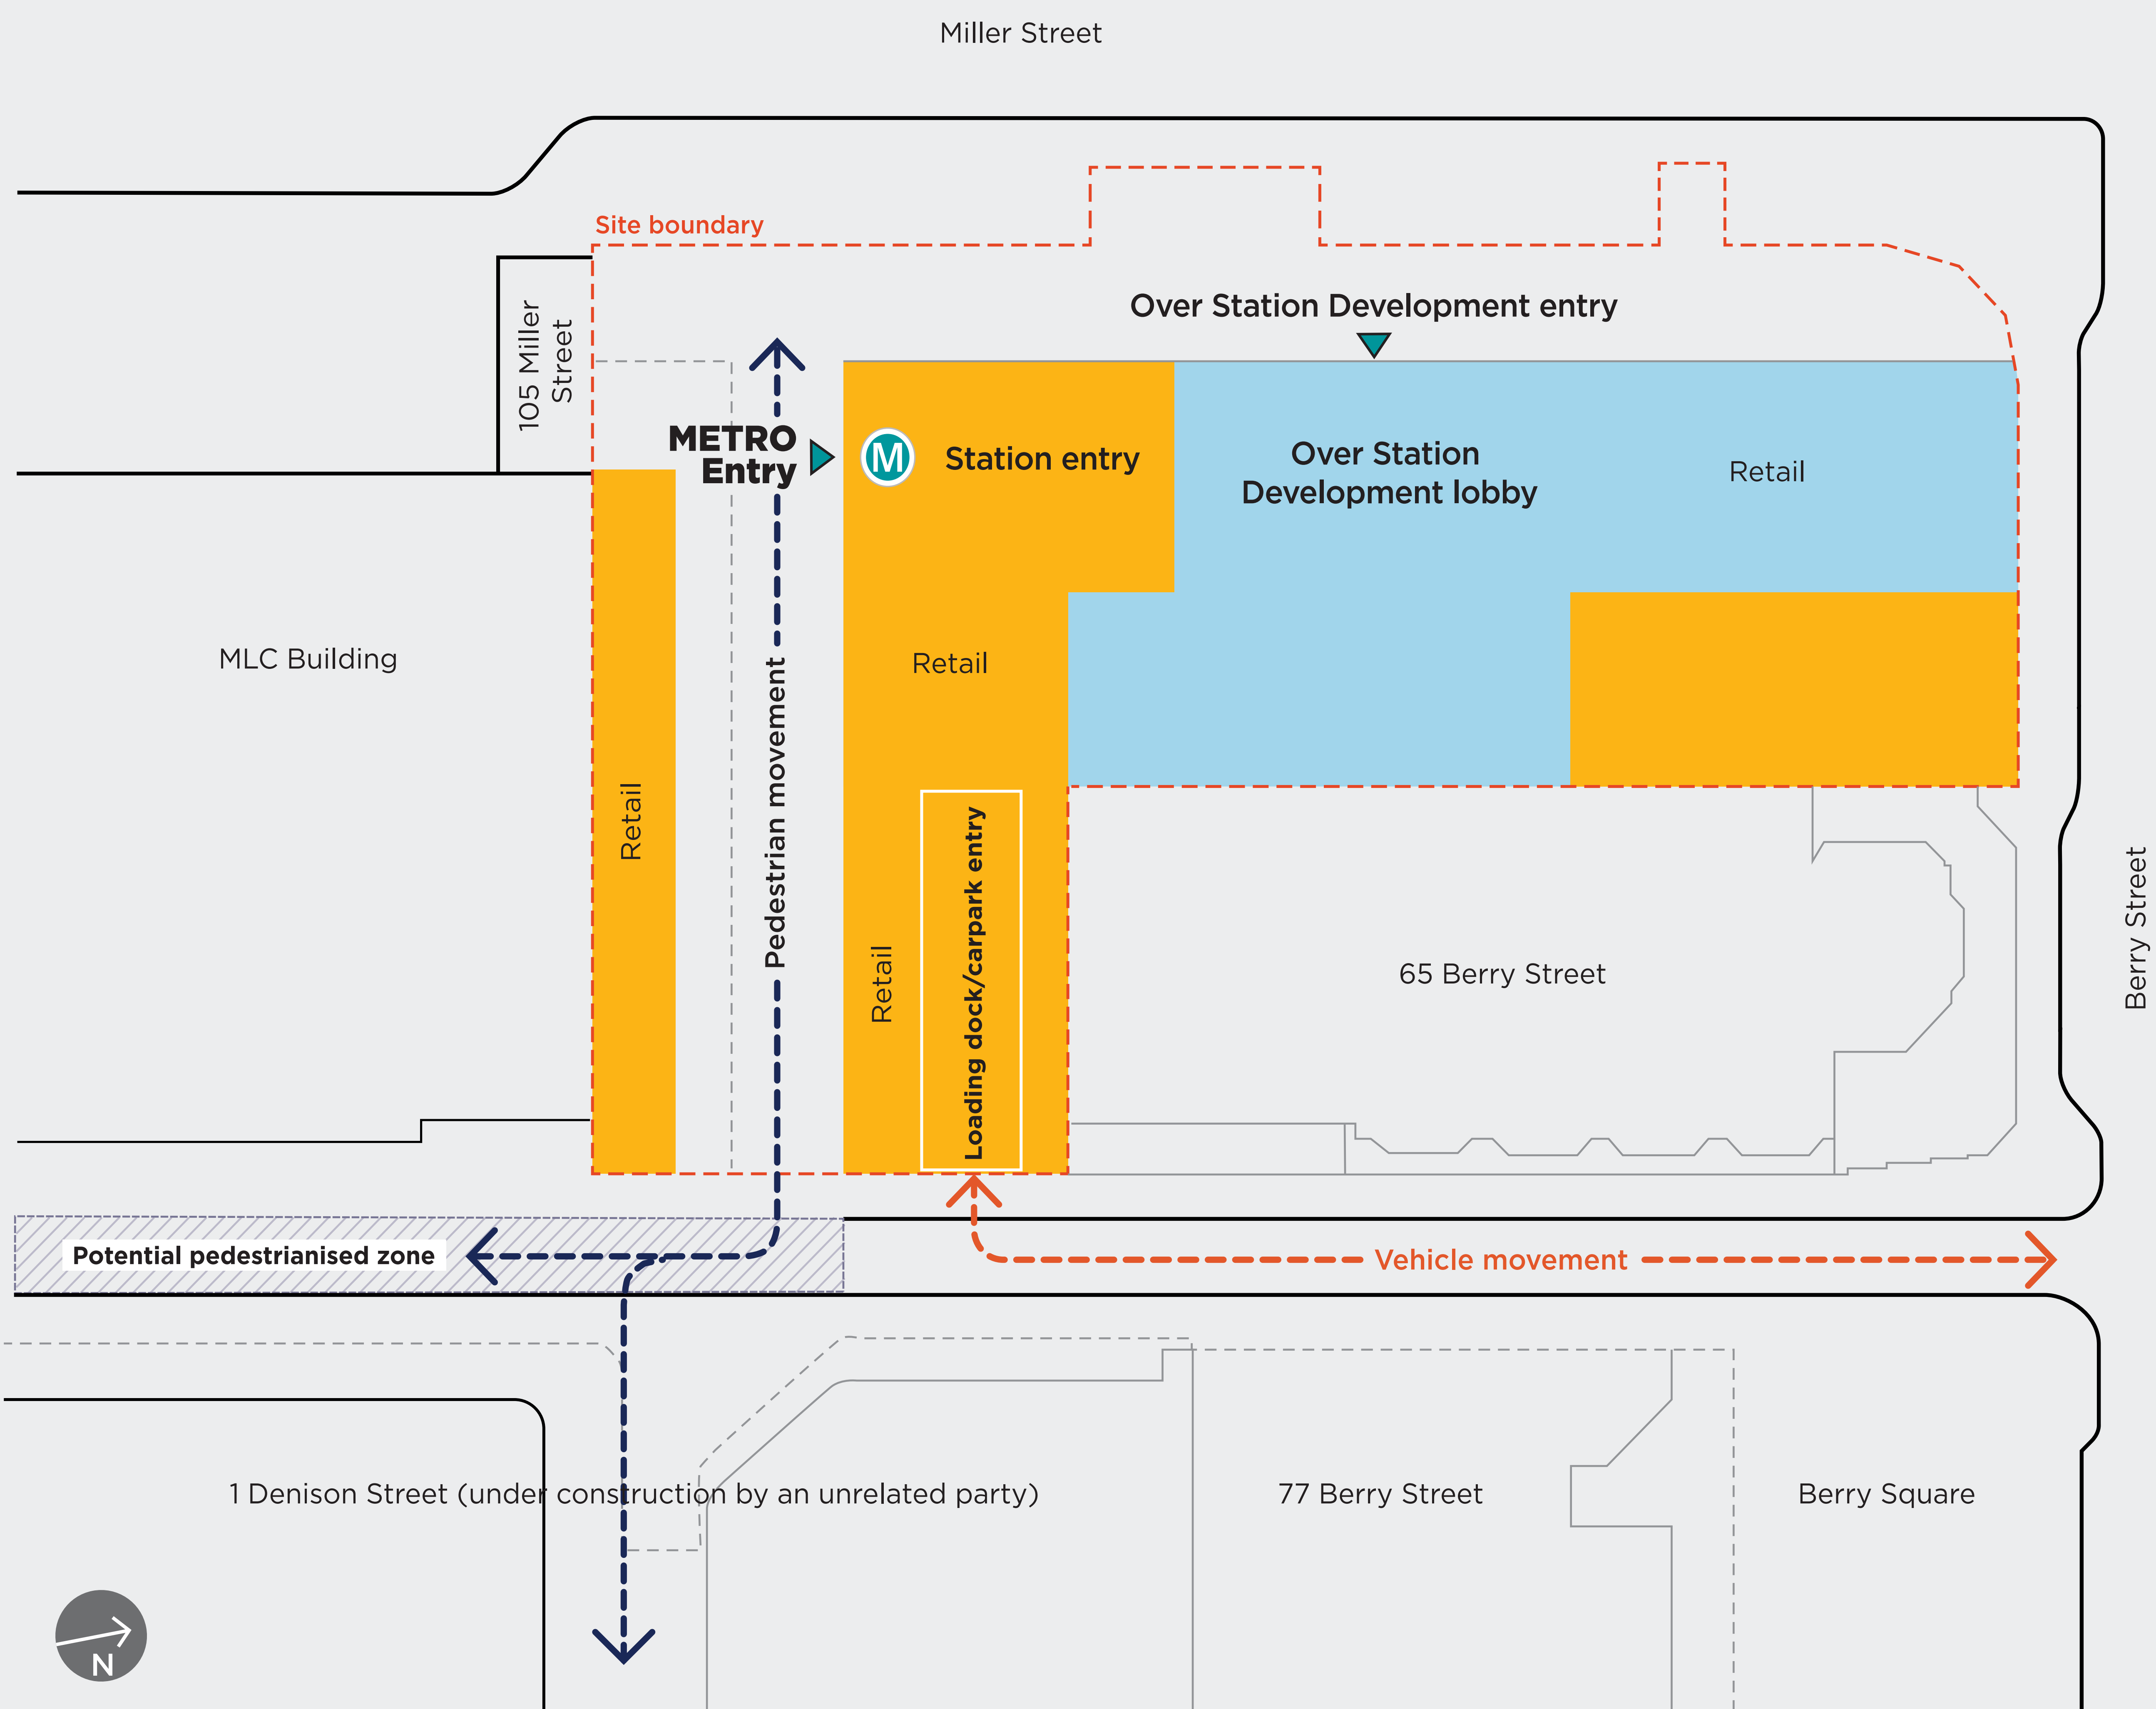 Miller Street
Site boundary
Over Station Development entry
105 Miller
Street
METRO
Entry
M
Station entry
Over Station
Development lobby
Retail
MLC Building
Retail
Pedestrian movement
Retail
Retail
Loading dock/carpark entry
65 Berry Street
Berry Street
Potential pedestrianised zone
Vehicle movement
1 Denison Street (under construction by an unrelated party)
77 Berry Street
Berry Square
N